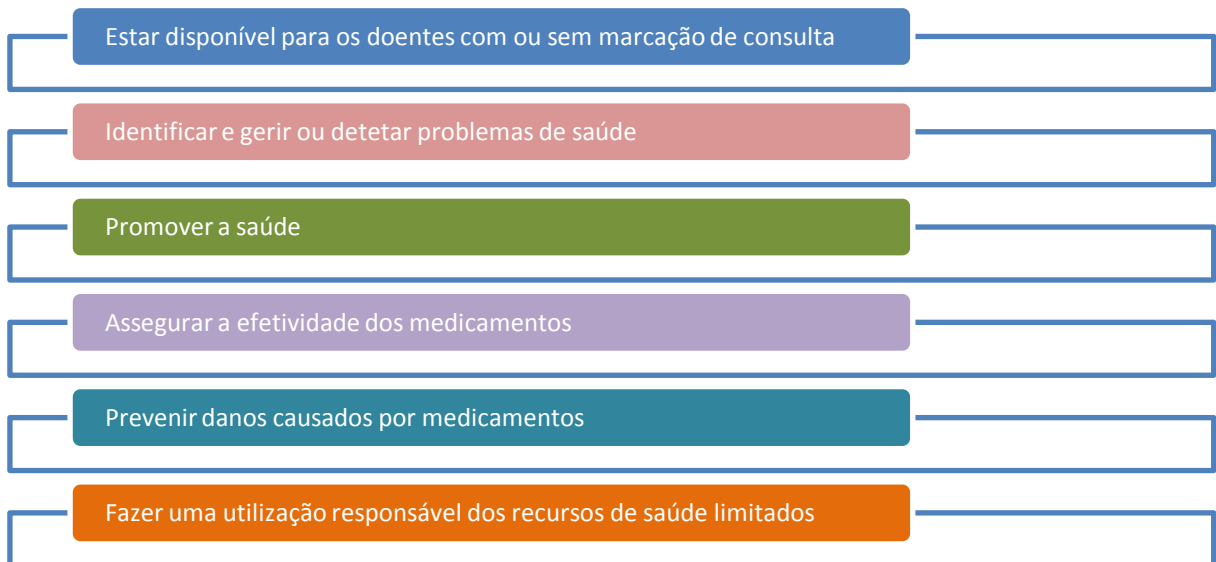 Estar disponível para os doentes com ou sem marcação de consulta
Identificar e gerir ou detetar problemas de saúde
Promover a saúde
Assegurar a efetividade dos medicamentos
Prevenir danos causados por medicamentos
Fazer uma utilização responsável dos recursos de saúde limitados